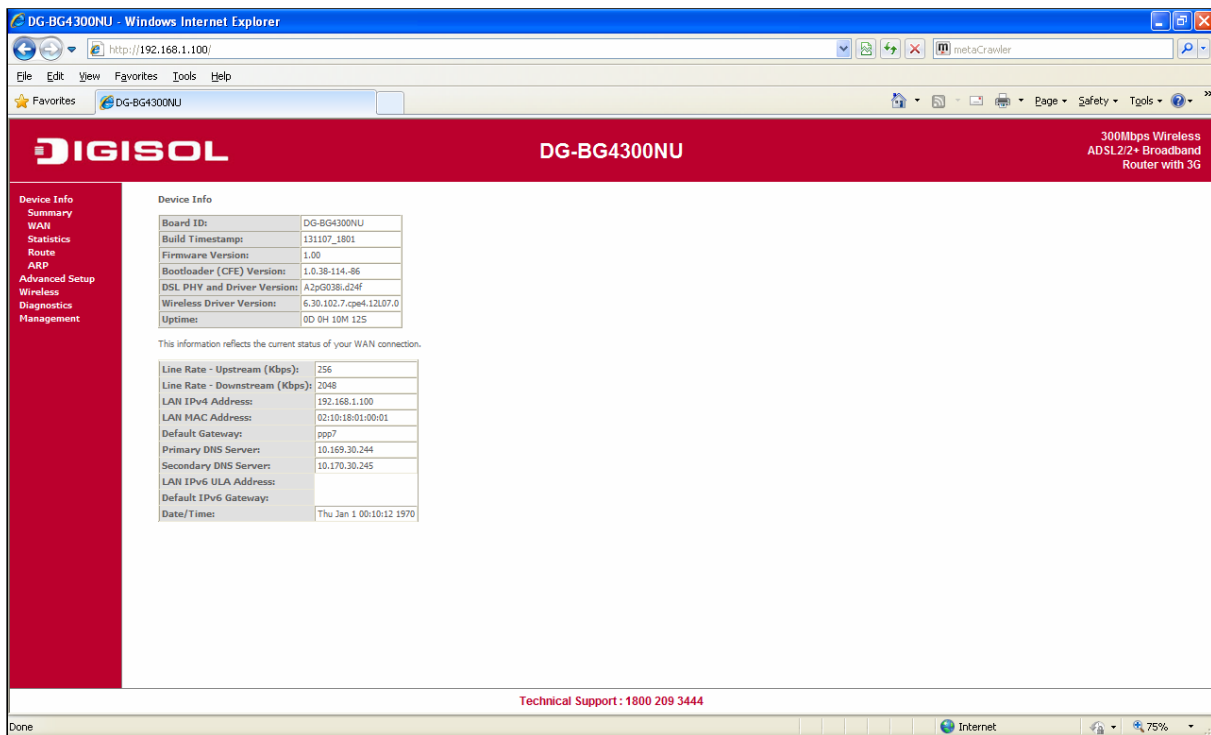 DG-BG4300NU - Windows Internet Explorer
http://192.168.1.100/
metaCrawler
File Edit View Favorites Tools Help
Favorites DG-BG4300NU Page Safety Tools
DIGISOL
DG-BG4300NU
300Mbps Wireless
ADSL2/2+ Broadband
Router with 3G
Device Info
Summary
WAN
Statistics
Route
ARP
Advanced Setup
Wireless
Diagnostics
Management
Device Info
Board ID: DG-BG4300NU
Build Timestamp: 131107_1801
Firmware Version: 1.00
Bootloader (CFE) Version: 1.0.38-114.-86
DSL PHY and Driver Version: A2pG038i.d24f
Wireless Driver Version: 6.30.102.7.cpe4.12L07.0
Uptime: 0D 0H 10M 12S
This information reflects the current status of your WAN connection.
Line Rate - Upstream (Kbps): 256
Line Rate - Downstream (Kbps): 2048
LAN IPv4 Address: 192.168.1.100
LAN MAC Address: 02:10:18:01:00:01
Default Gateway: ppp7
Primary DNS Server: 10.169.30.244
Secondary DNS Server: 10.170.30.245
LAN IPv6 ULA Address:
Default IPv6 Gateway:
Date/Time: Thu Jan 1 00:10:12 1970
Technical Support : 1800 209 3444
Done Internet 75%